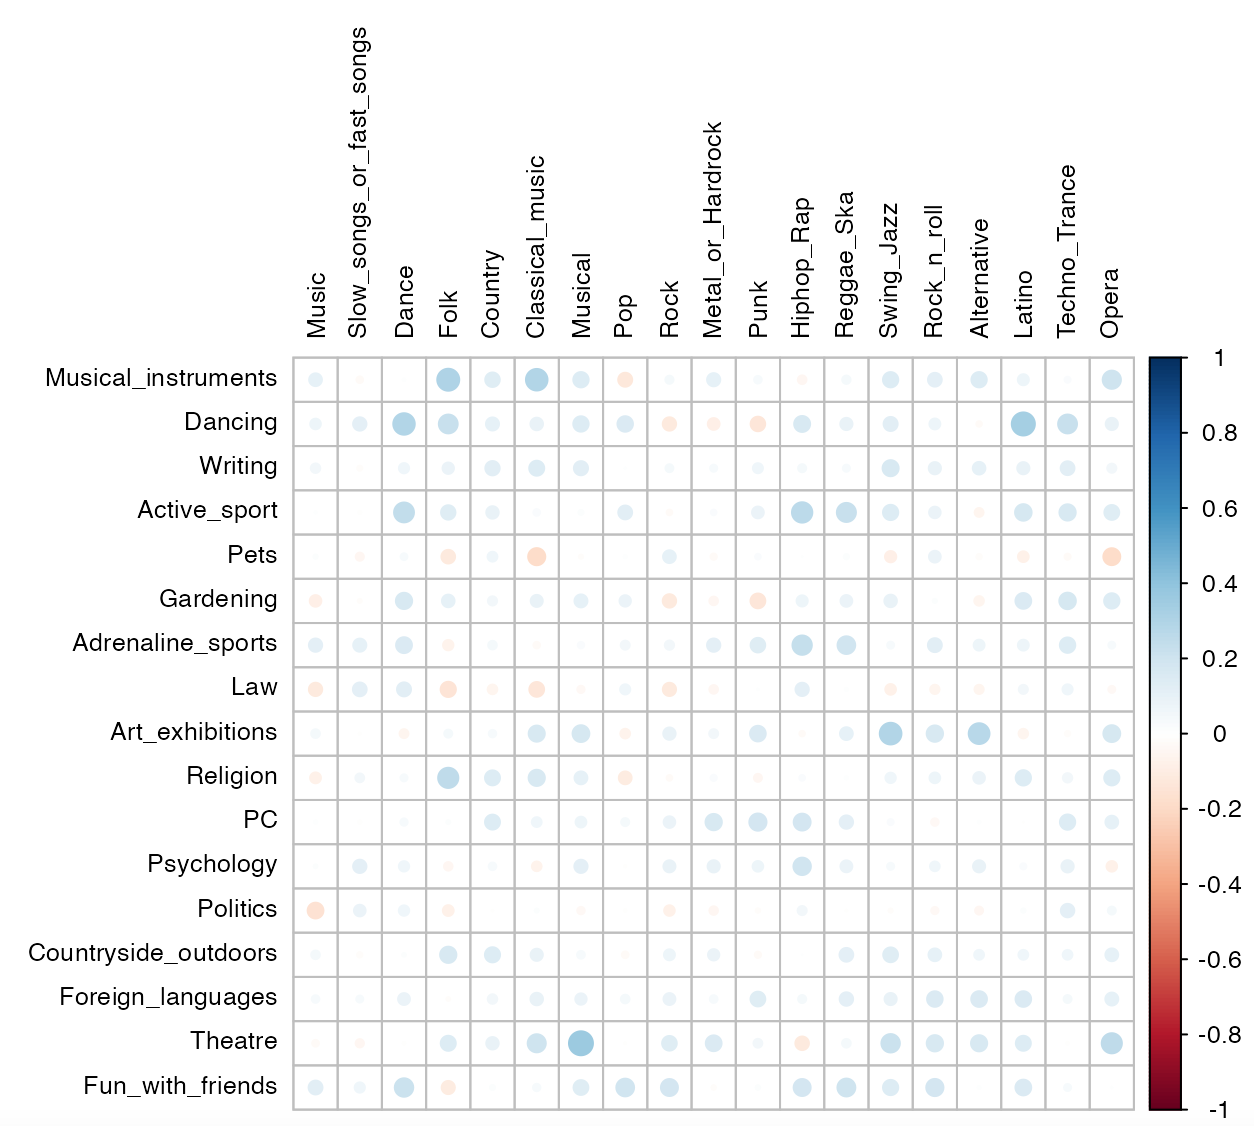 Music
Slow_songs_or_fast_songs
Dance
Folk
Country
Classical_music
Musical
Pop
Rock
Metal_or_Hardrock
Punk
Hiphop_Rap
Reggae_Ska
Swing_Jazz
Rock_n_roll
Alternative
Latino
Techno_Trance
Opera
Musical_instruments
Dancing
Writing
Active_sport
Pets
Gardening
Adrenaline_sports
Law
Art_exhibitions
Religion
PC
Psychology
Politics
Countryside_outdoors
Foreign_languages
Theatre
Fun_with_friends
1
0.8
0.6
0.4
0.2
0
-0.2
-0.4
-0.6
-0.8
-1